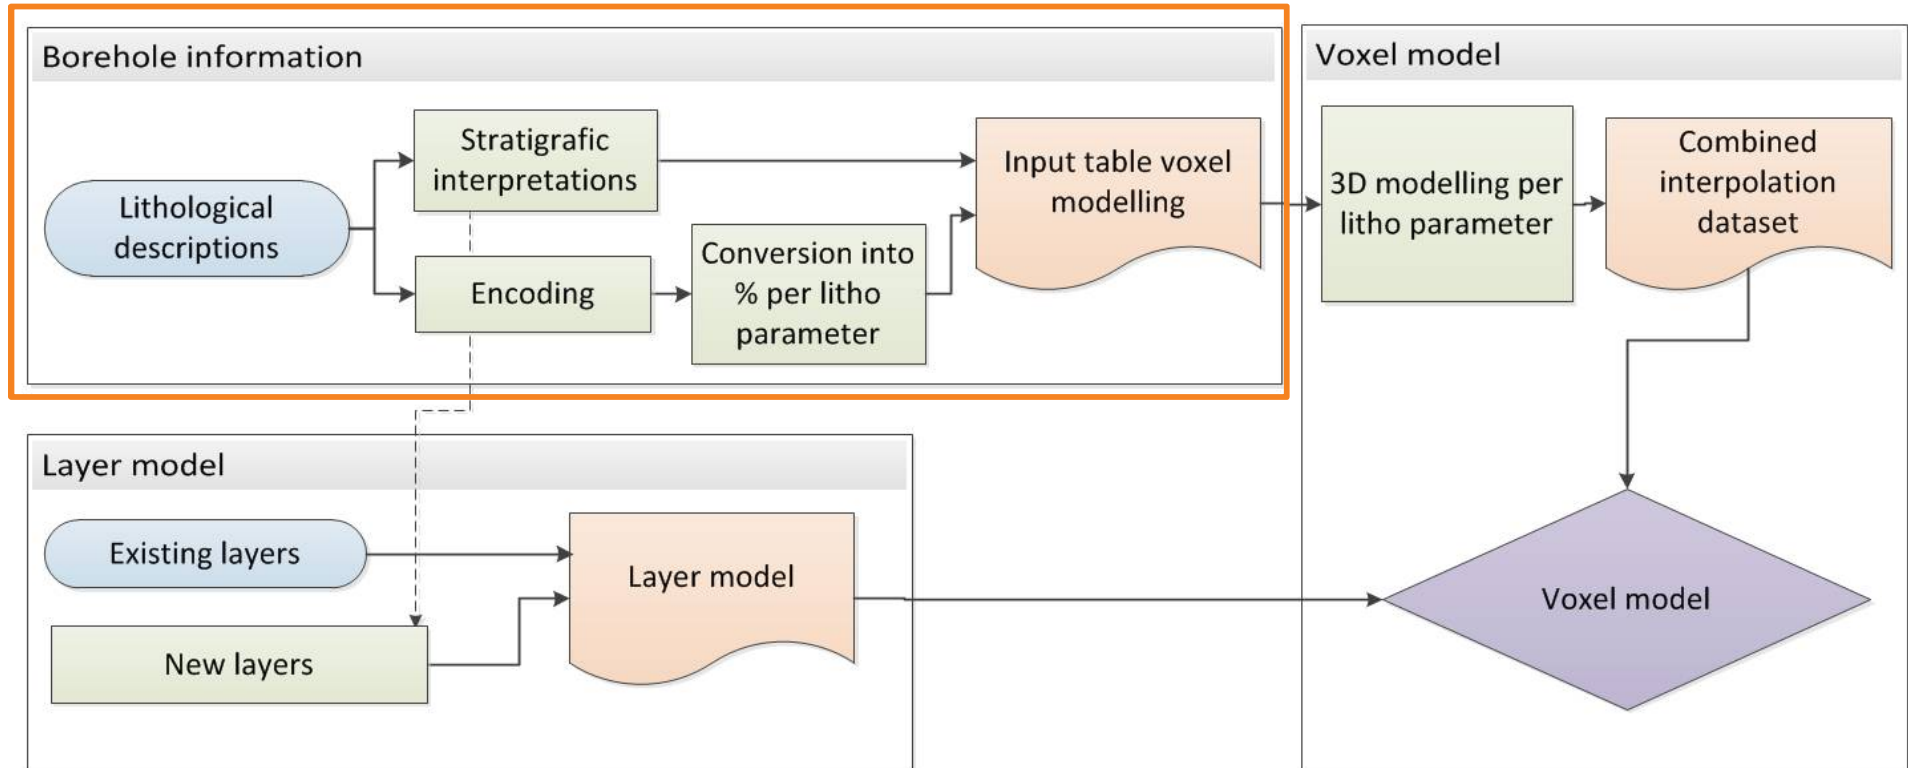 Borehole information
Lithological
descriptions
Stratigrafic
interpretations
Encoding
Conversion into
% per litho
parameter
Input table voxel
modelling
Voxel model
3D modelling per
litho parameter
Combined
interpolation
dataset
Voxel model
Layer model
Existing layers
New layers
Layer model